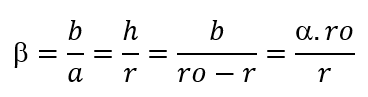 β = b/a = h/r = b/(ro − r) = α.ro/r